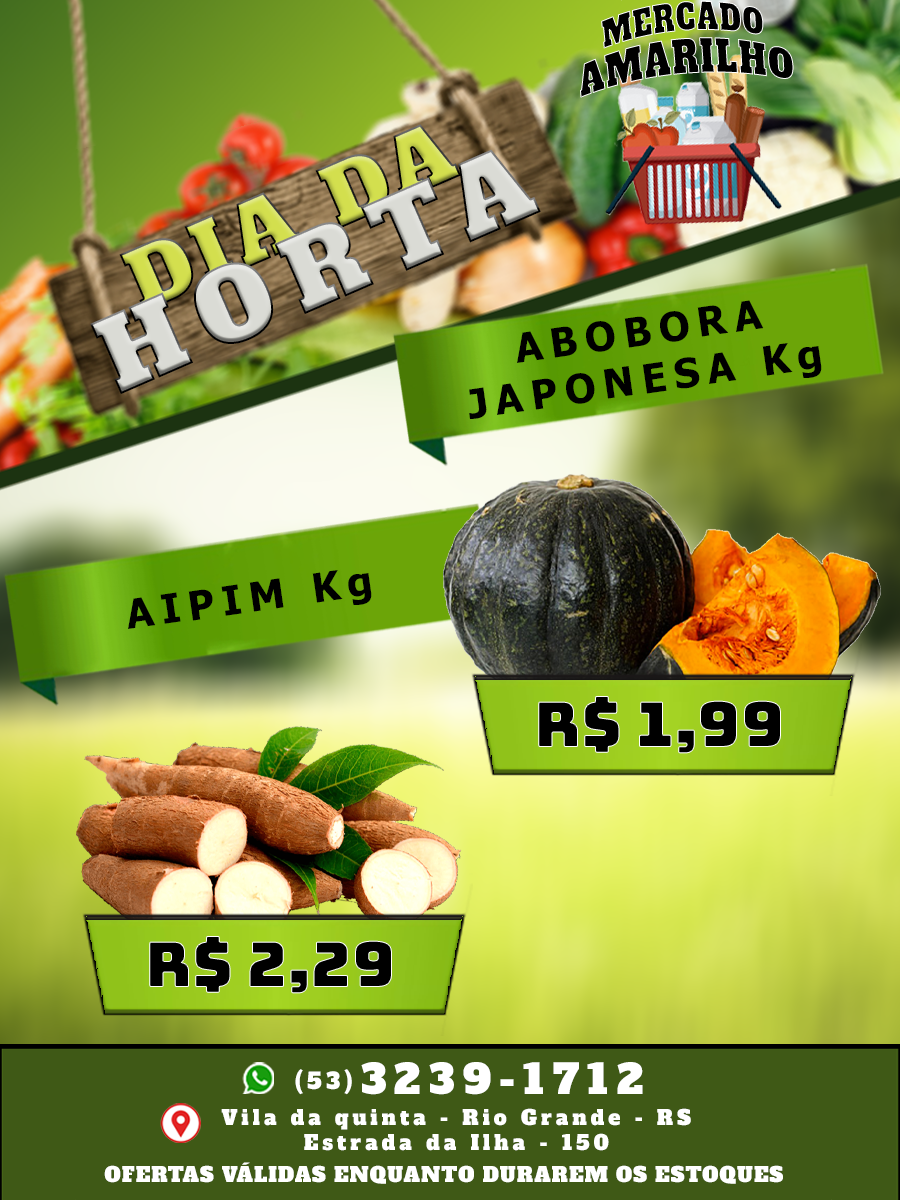 MERCADO
AMARILHO
DIA DA
HORTA
ABOBORA
JAPONESA Kg
AIPIM Kg
R$ 1,99
R$ 2,29
(53) 3239-1712
Vila da quinta - Rio Grande - RS
Estrada da Ilha - 150
OFERTAS VÁLIDAS ENQUANTO DURAREM OS ESTOQUES